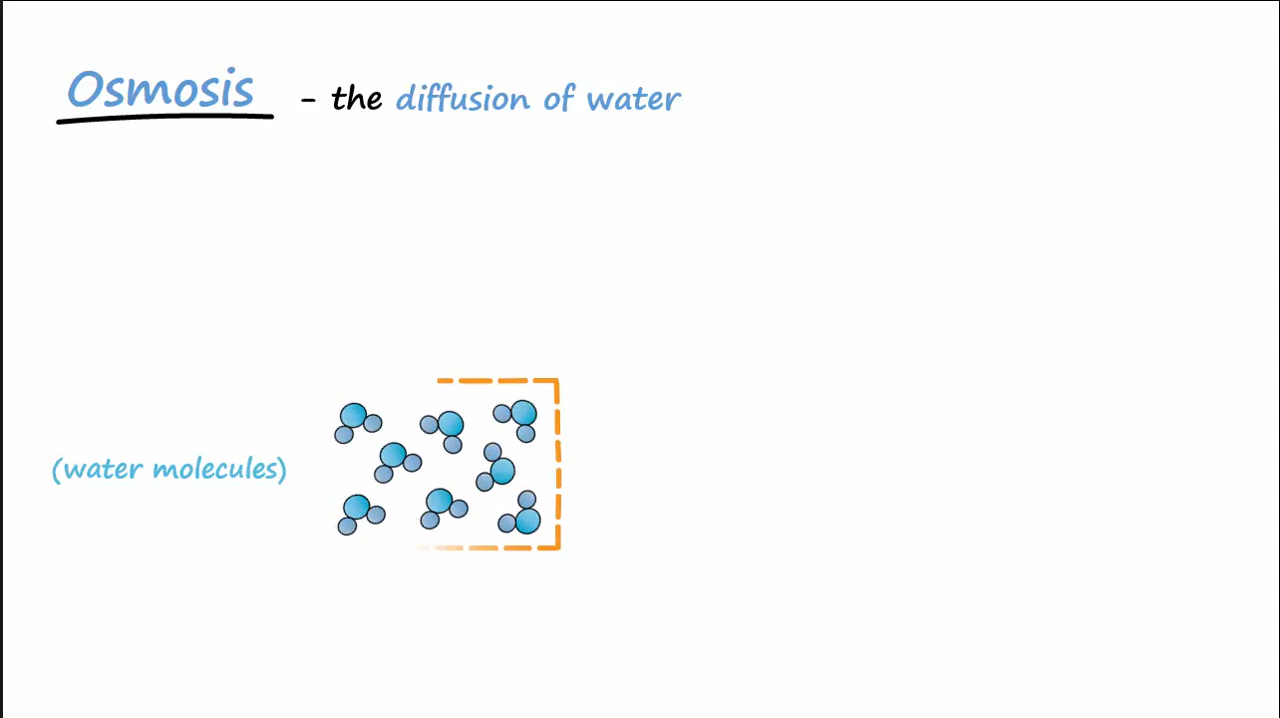 Osmosis - the diffusion of water
(water molecules)